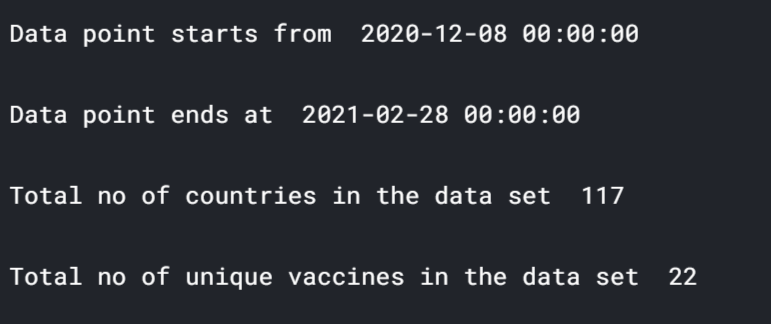 Data point starts from  2020-12-08 00:00:00
Data point ends at  2021-02-28 00:00:00
Total no of countries in the data set  117
Total no of unique vaccines in the data set  22